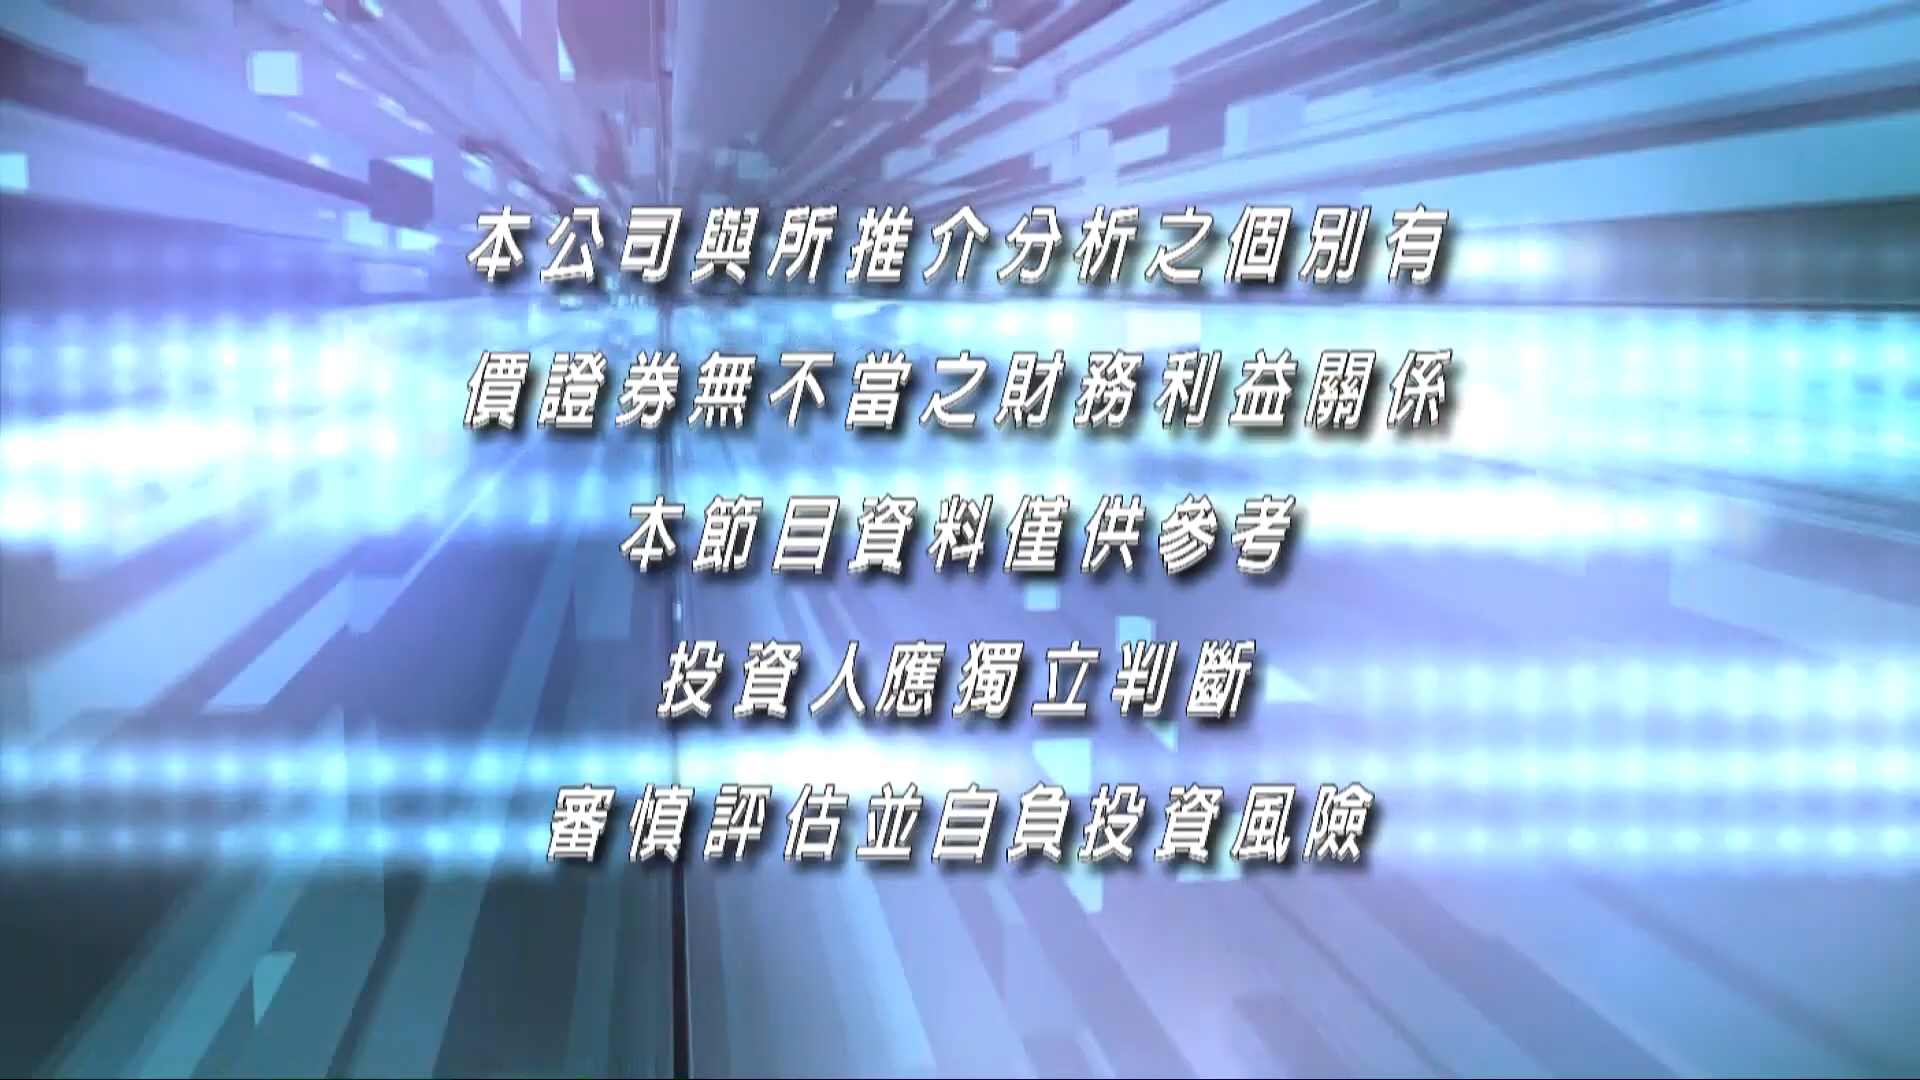 本公司與所推介分析之個別有
價證券無不當之財務利益關係
本節目資料僅供參考
投資人應獨立判斷
審慎評估並自負投資風險